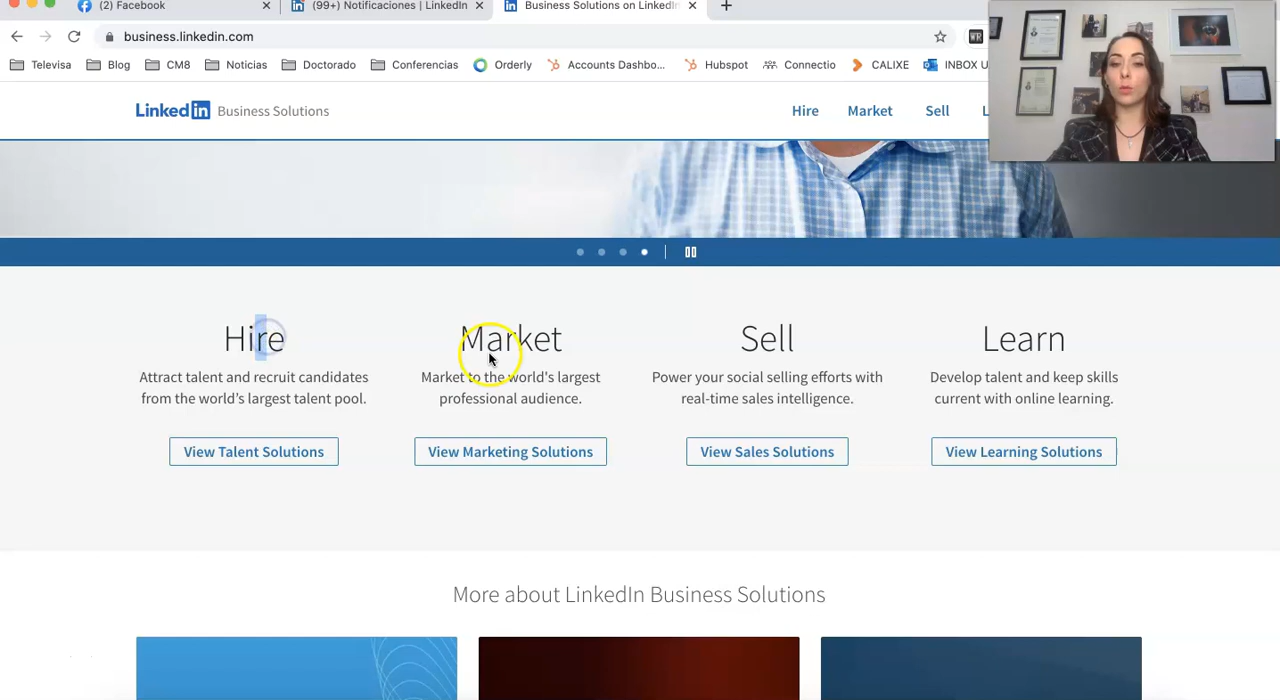 (2) Facebook
(99+) Notificaciones | LinkedIn
Business Solutions on LinkedIn
business.linkedin.com
Televisa
Blog
CM8
Noticias
Doctorado
Conferencias
Orderly
Accounts Dashbo...
Hubspot
Connectio
CALIXE
INBOX U
Linked in Business Solutions
Hire
Market
Sell
L
Hire
Market
Sell
Learn
Attract talent and recruit candidates
from the world's largest talent pool.
Market to the world's largest
professional audience.
Power your social selling efforts with
real-time sales intelligence.
Develop talent and keep skills
current with online learning.
View Talent Solutions
View Marketing Solutions
View Sales Solutions
View Learning Solutions
More about LinkedIn Business Solutions